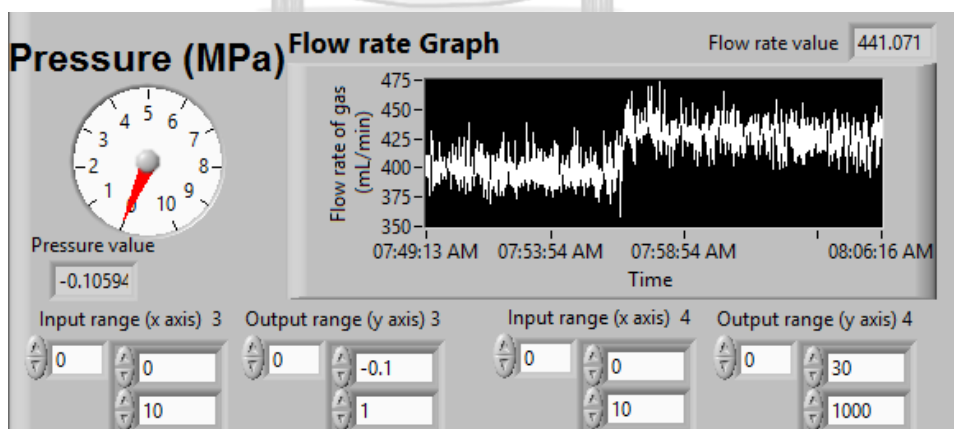 Pressure (MPa)
Flow rate Graph
Flow rate value 441.071
0 1 2 3 4 5 6 7 8 9 10
Pressure value
-0.10594
Flow rate of gas
(mL/min)
475
450
425
400
375
350
07:49:13 AM 07:53:54 AM 07:58:54 AM 08:06:16 AM
Time
Input range (x axis) 3
0 0
10
Output range (y axis) 3
0 -0.1
1
Input range (x axis) 4
0 0
10
Output range (y axis) 4
0 30
1000